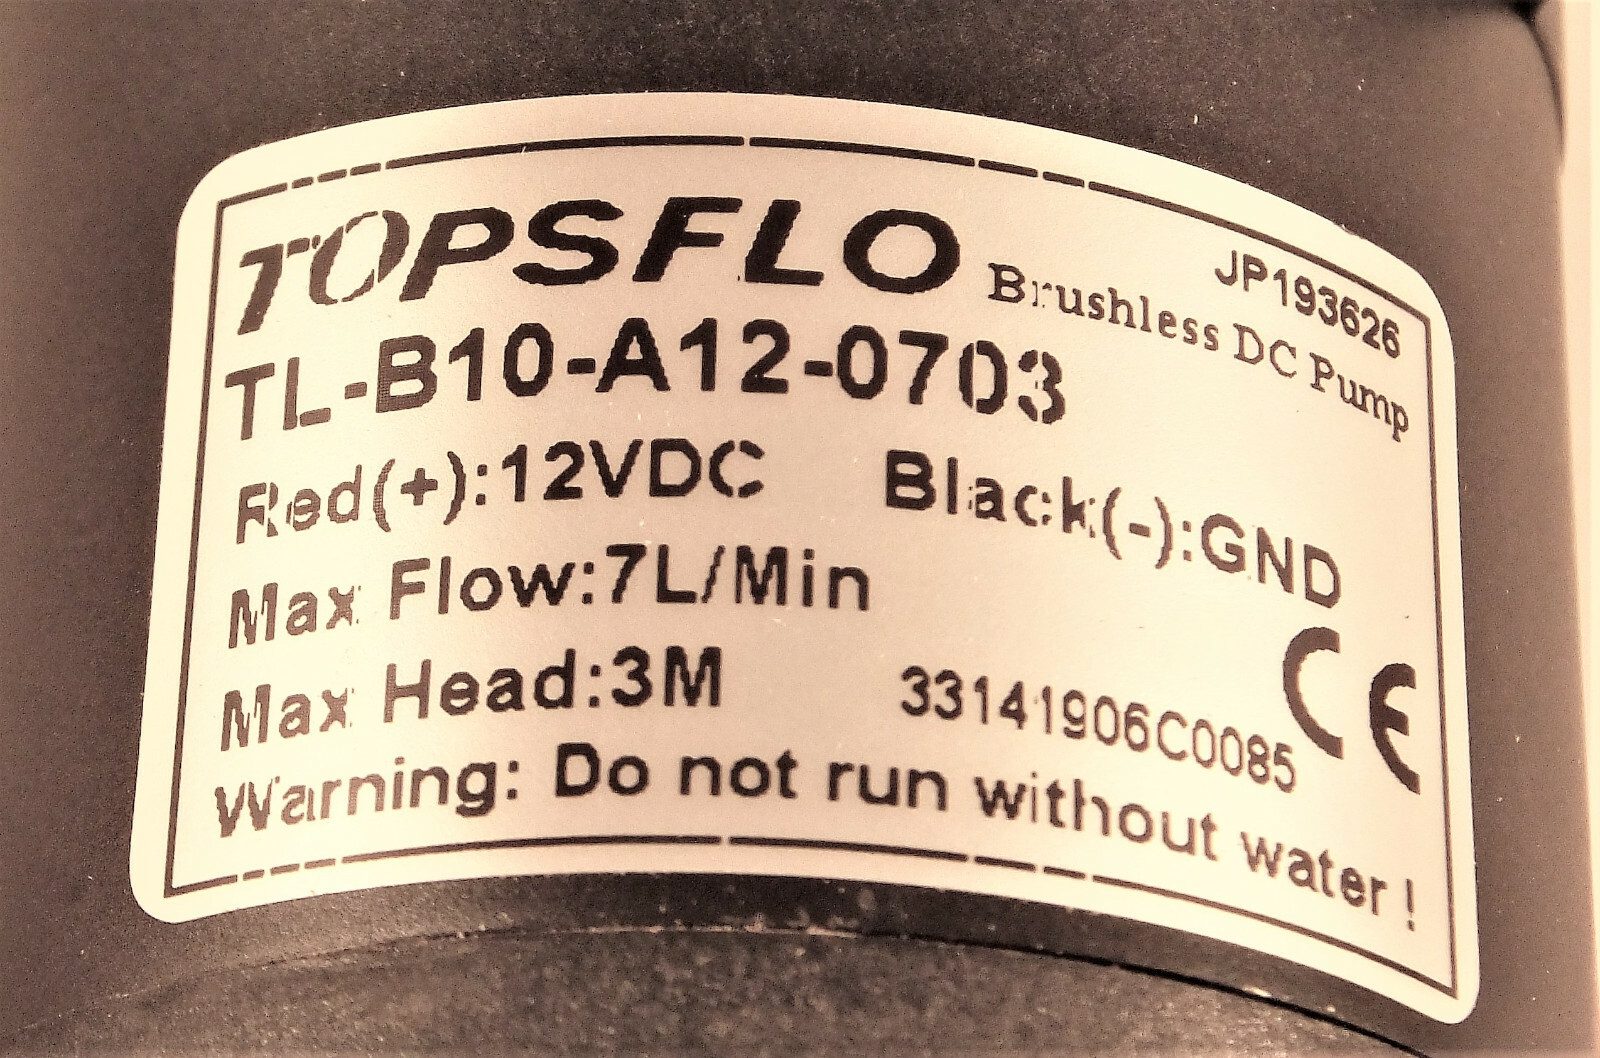 JP193626
TOPSFLO Brushless DC Pump
TL-B10-A12-0703
Red(+):12VDC Black(-):GND
Max Flow:7L/Min
Max Head:3M 33141906C0085 CE
Warning: Do not run without water!